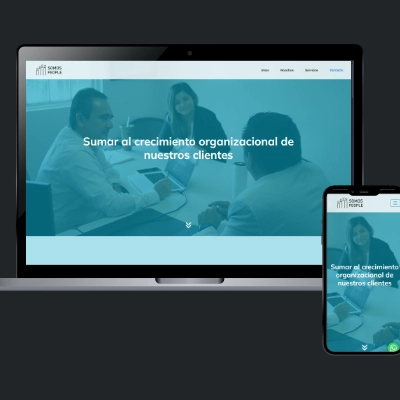 SOMOS
PEOPLE
Inicio Nosotros Servicios Contacto
Sumar al crecimiento organizacional de
nuestros clientes
SOMOS
PEOPLE
Sumar al crecimiento
organizacional de
nuestros clientes